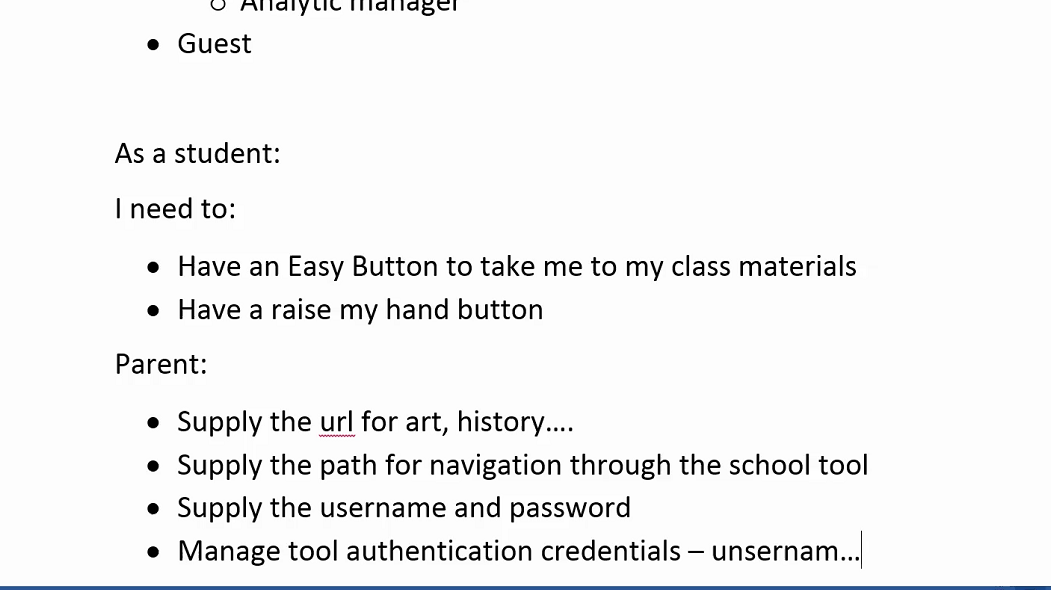 ○ Analytic manager
• Guest
As a student:
I need to:
• Have an Easy Button to take me to my class materials
• Have a raise my hand button
Parent:
• Supply the url for art, history....
• Supply the path for navigation through the school tool
• Supply the username and password
• Manage tool authentication credentials – unsernam...